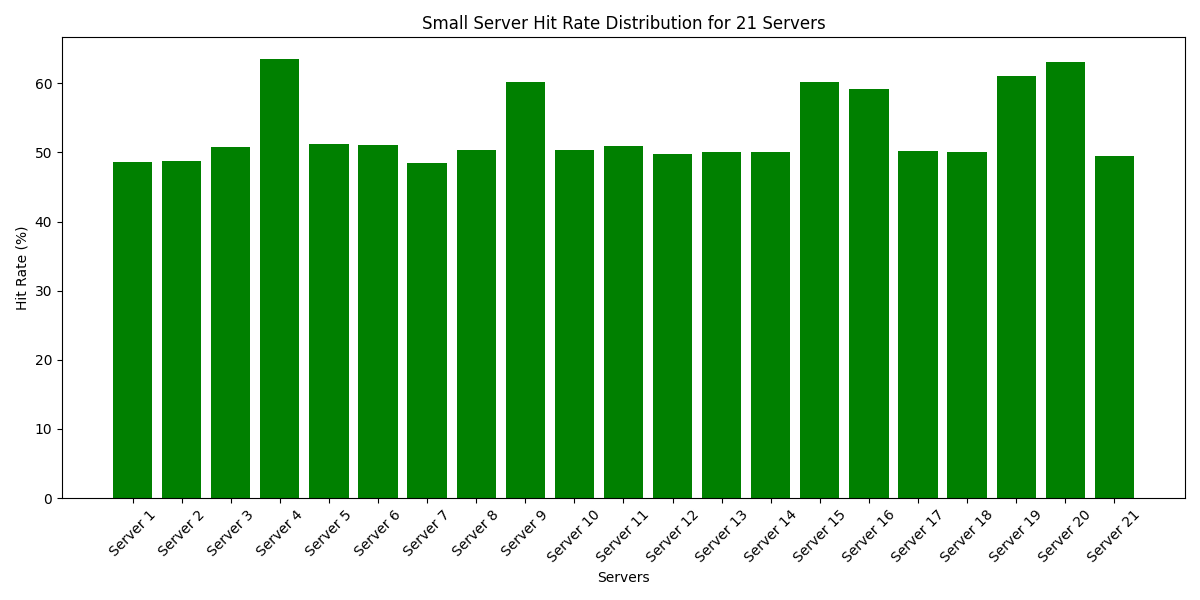 Small Server Hit Rate Distribution for 21 Servers
Hit Rate (%)
60
50
40
30
20
10
0
Server 1
Server 2
Server 3
Server 4
Server 5
Server 6
Server 7
Server 8
Server 9
Server 10
Server 11
Server 12
Server 13
Server 14
Server 15
Server 16
Server 17
Server 18
Server 19
Server 20
Server 21
Servers